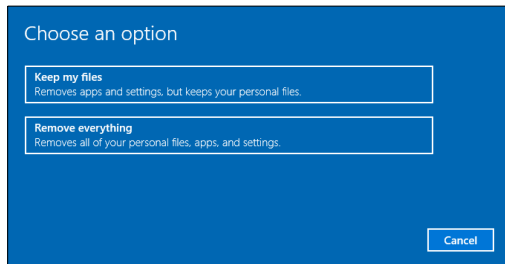 Choose an option
Keep my files
Removes apps and settings, but keeps your personal files.
Remove everything
Removes all of your personal files, apps, and settings.
Cancel